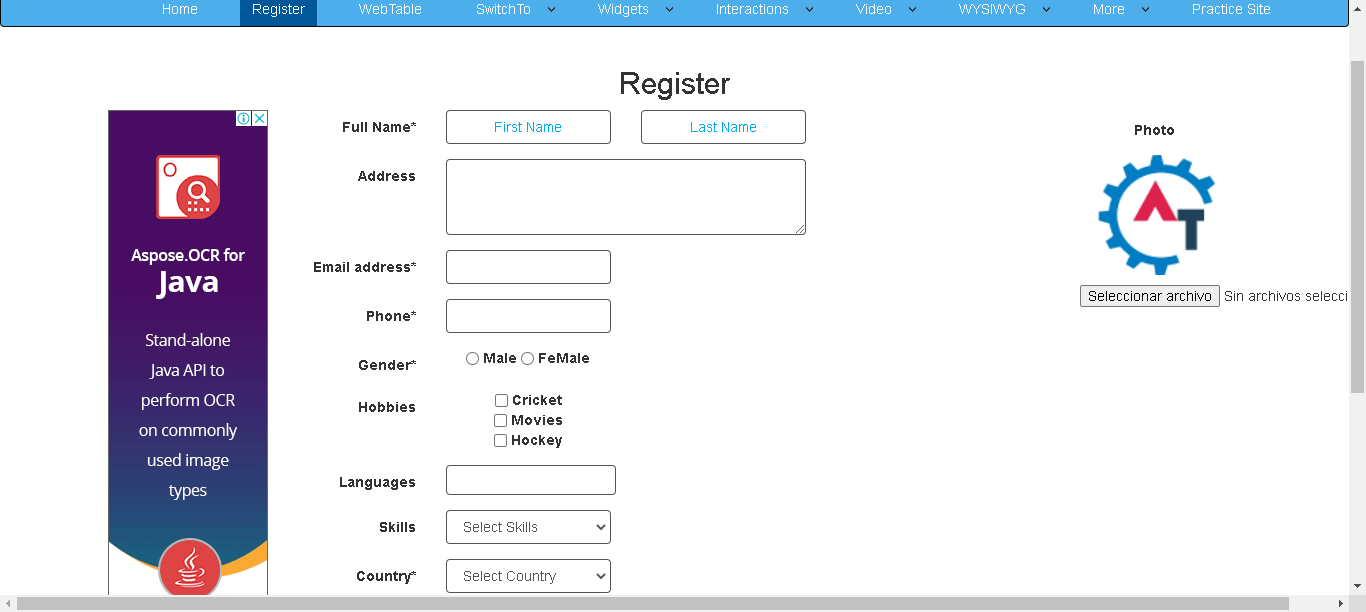 Home Register WebTable SwitchTo Widgets Interactions Video WYSIWYG More Practice Site
Register
Aspose.OCR for
Java
Stand-alone
Java API to
perform OCR
on commonly
used image
types
Full Name* First Name Last Name
Address
Email address*
Phone*
Gender* Male FeMale
Hobbies Cricket
Movies
Hockey
Languages
Skills Select Skills
Country* Select Country
Photo
AT
Seleccionar archivo Sin archivos selecci